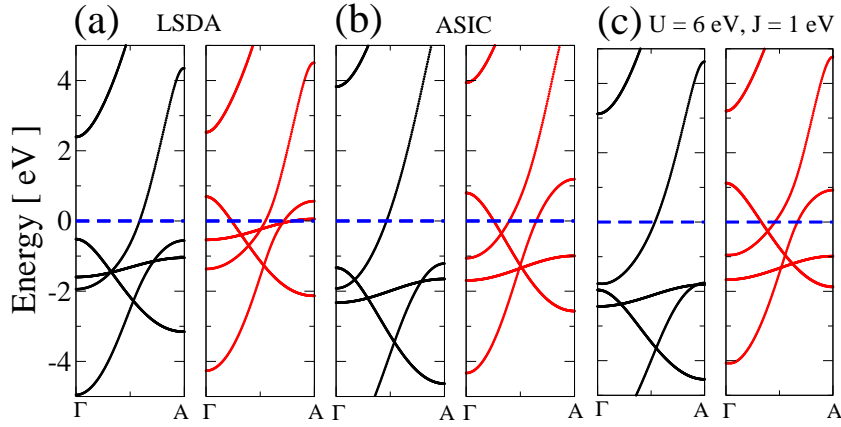 (a) LSDA (b) ASIC (c) U = 6 eV, J = 1 eV
Energy [ eV ]
4
2
0
-2
-4
Γ A Γ A Γ A Γ A Γ A Γ A